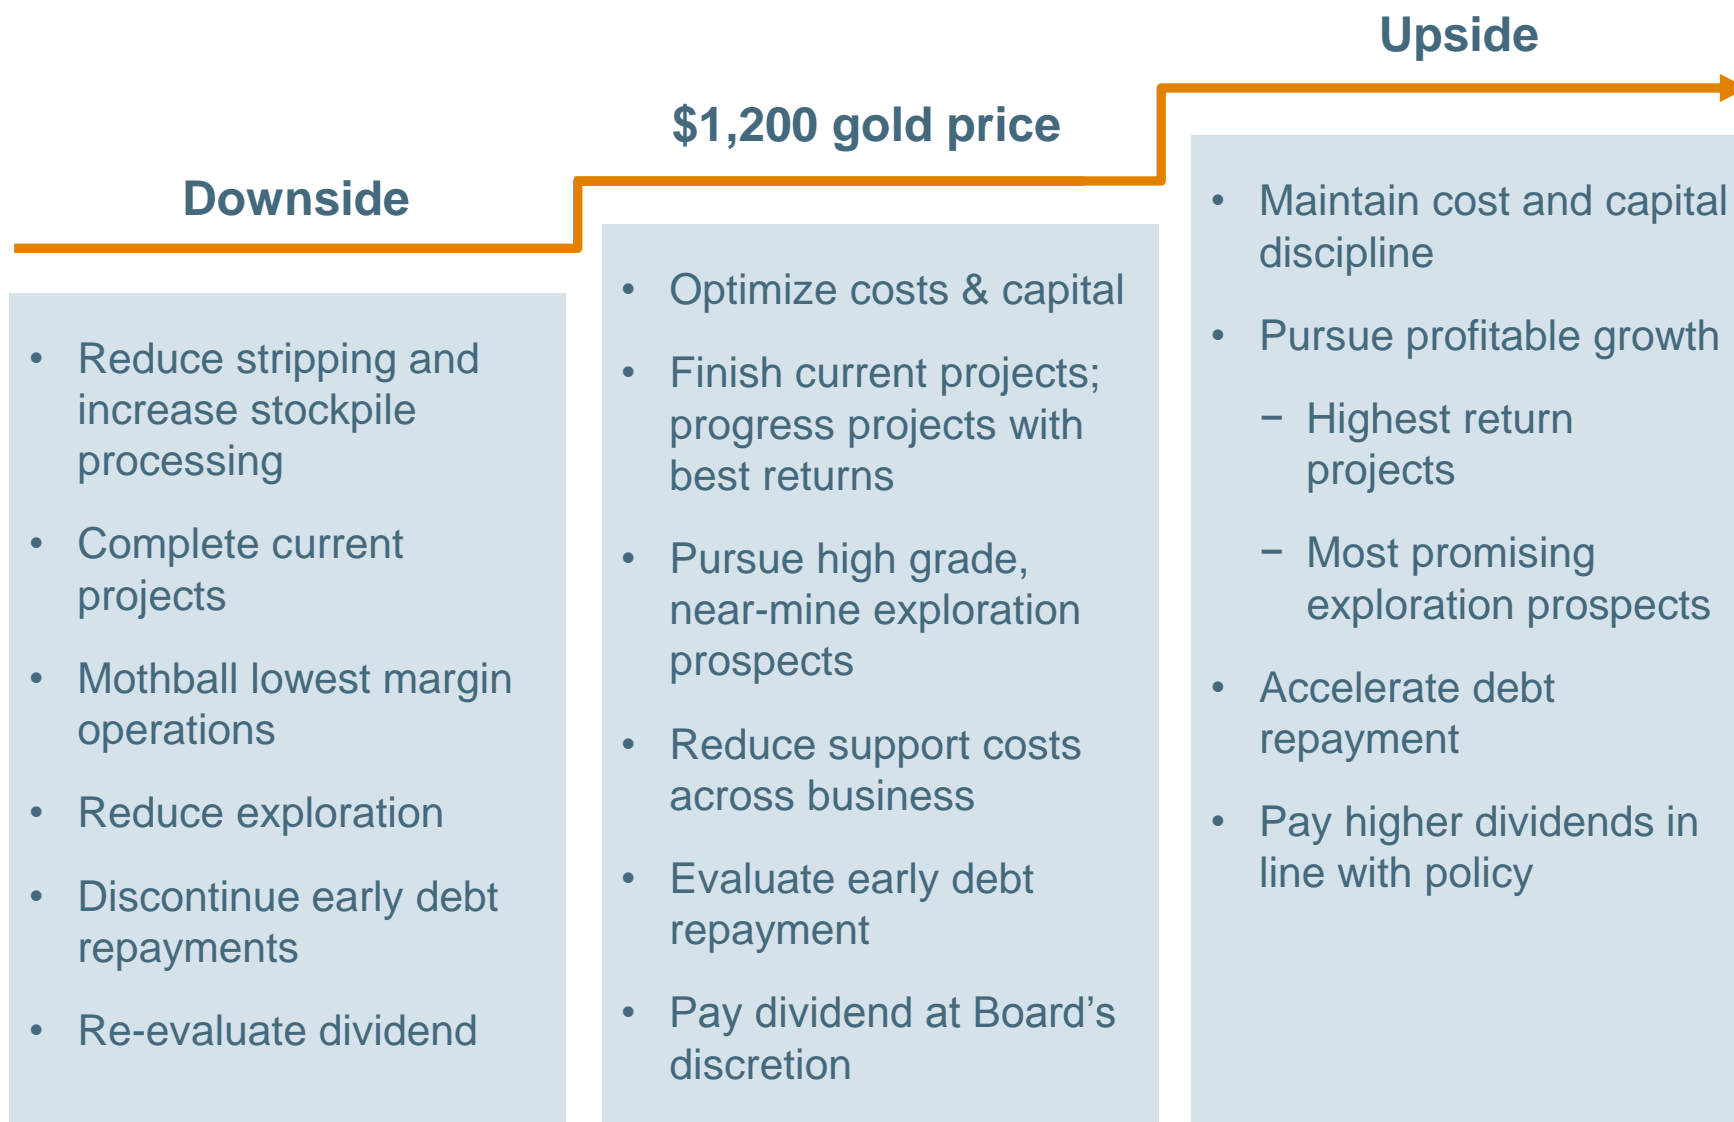 Downside
• Reduce stripping and
increase stockpile
processing
• Complete current
projects
• Mothball lowest margin
operations
• Reduce exploration
• Discontinue early debt
repayments
• Re-evaluate dividend
$1,200 gold price
• Optimize costs & capital
• Finish current projects;
progress projects with
best returns
• Pursue high grade,
near-mine exploration
prospects
• Reduce support costs
across business
• Evaluate early debt
repayment
• Pay dividend at Board’s
discretion
Upside
• Maintain cost and capital
discipline
• Pursue profitable growth
− Highest return
projects
− Most promising
exploration prospects
• Accelerate debt
repayment
• Pay higher dividends in
line with policy